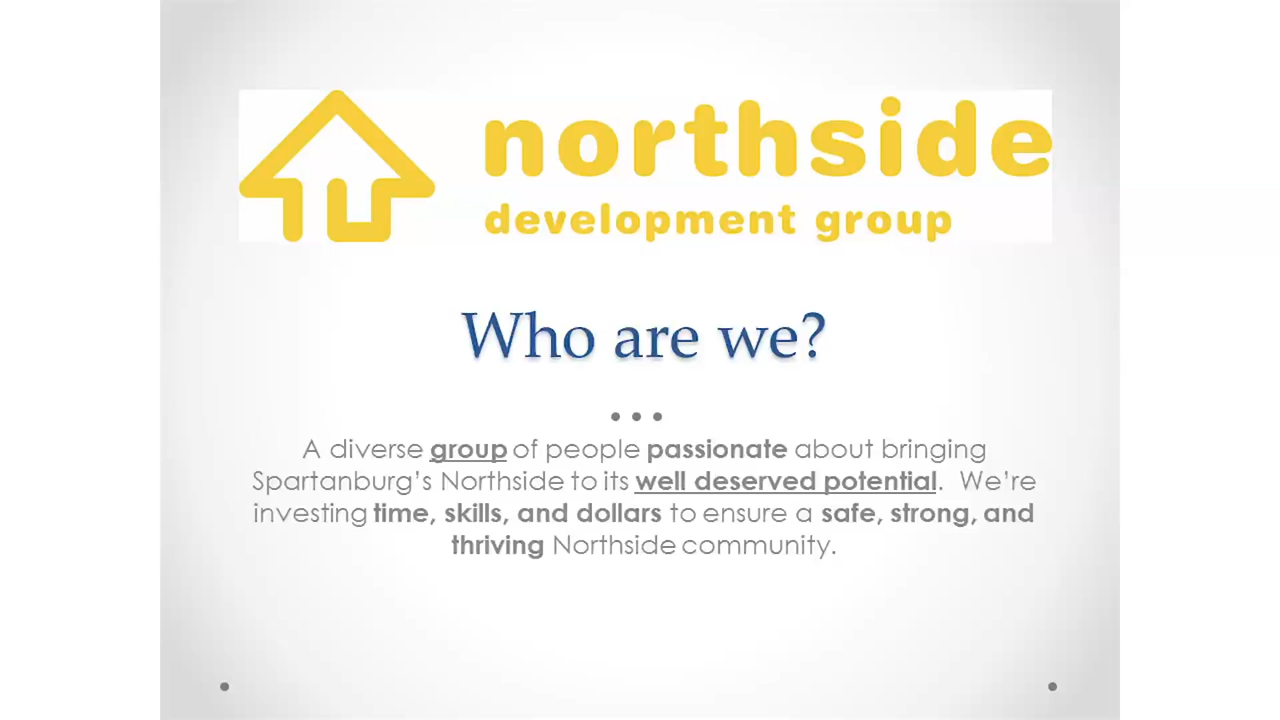 northside
development group
Who are we?
A diverse group of people passionate about bringing
Spartanburg’s Northside to its well deserved potential. We’re
investing time, skills, and dollars to ensure a safe, strong, and
thriving Northside community.